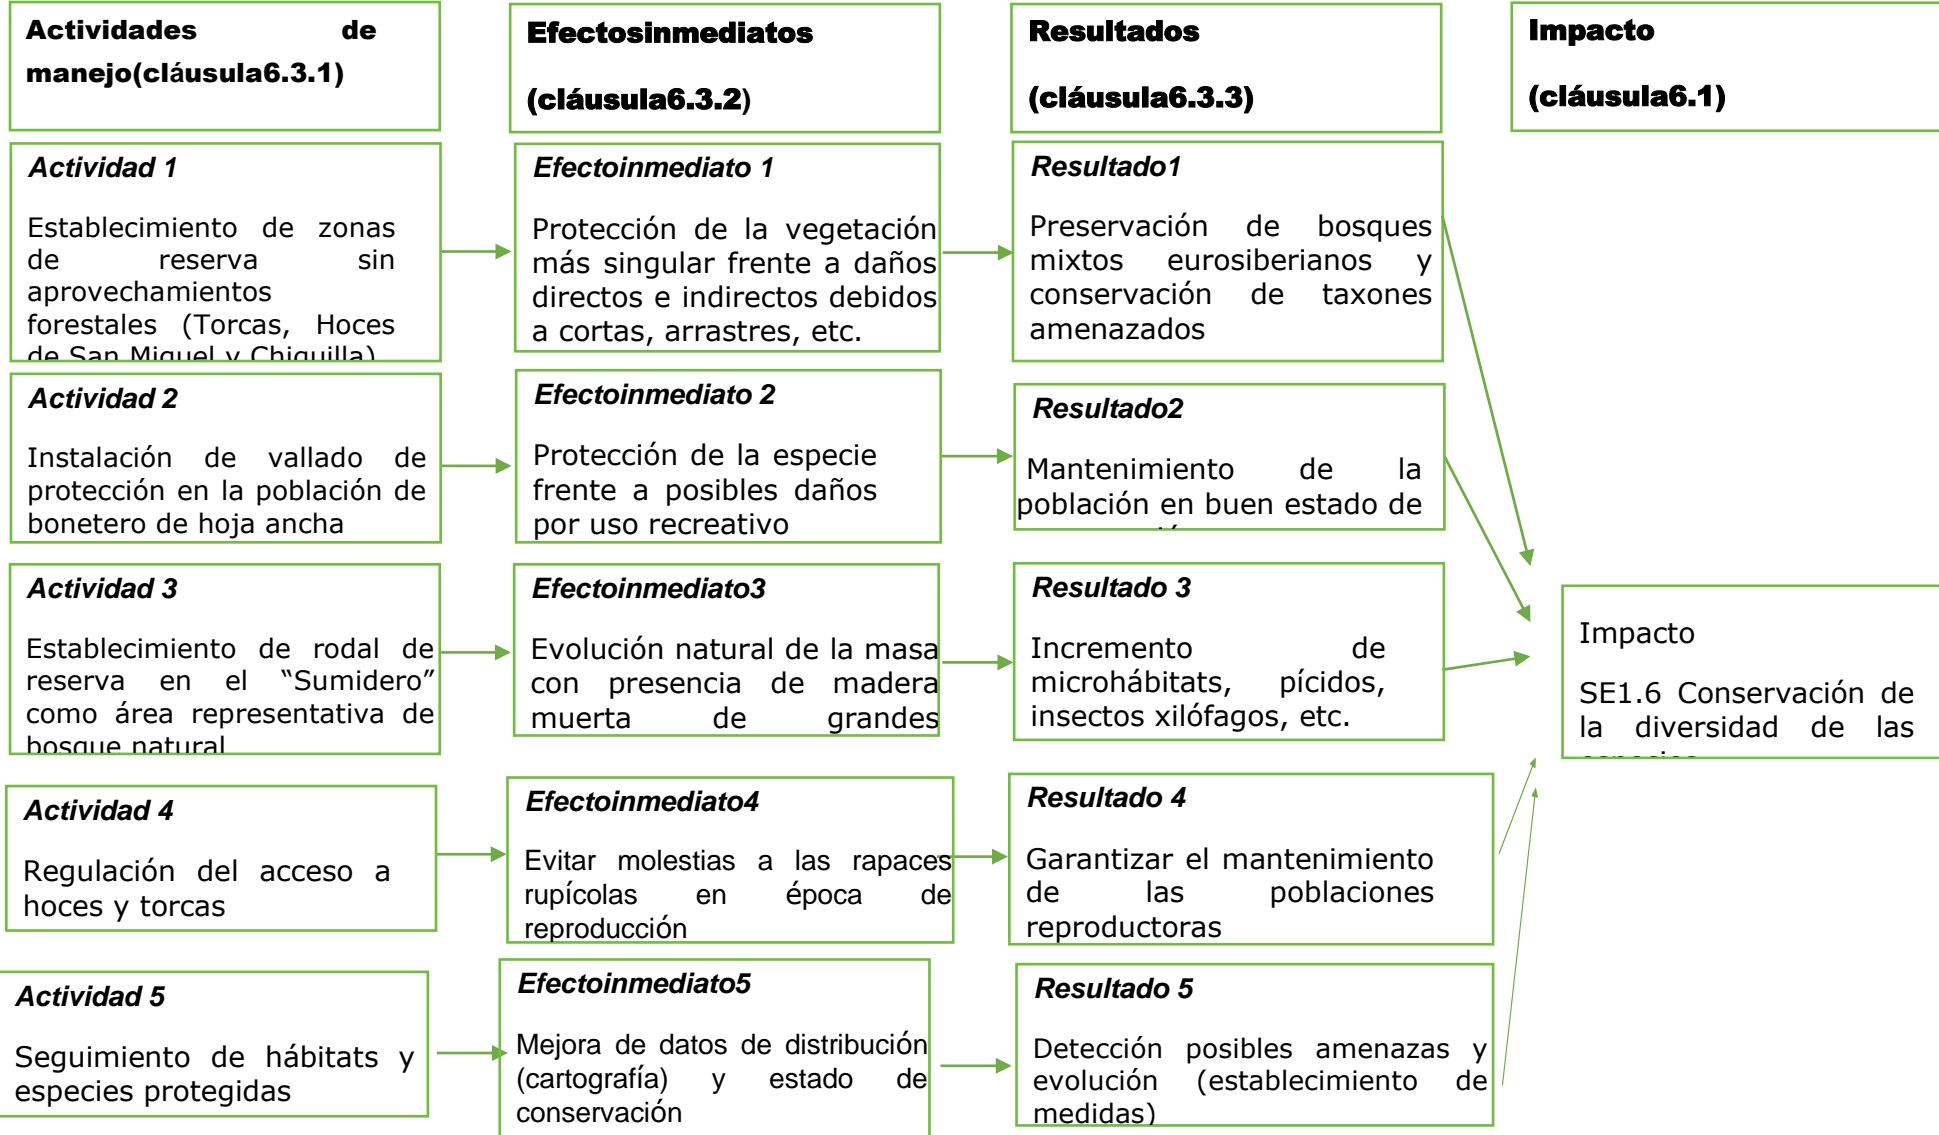 Actividades de
manejo(cláusula6.3.1)
Efectosinmediatos
(cláusula6.3.2)
Resultados
(cláusula6.3.3)
Impacto
(cláusula6.1)
Actividad 1
Establecimiento de zonas
de reserva sin
aprovechamientos
forestales (Torcas, Hoces
de San Miguel y Chiquilla)
Efectoinmediato 1
Protección de la vegetación
más singular frente a daños
directos e indirectos debidos
a cortas, arrastres, etc.
Resultado1
Preservación de bosques
mixtos eurosiberianos y
conservación de taxones
amenazados
Actividad 2
Instalación de vallado de
protección en la población de
bonetero de hoja ancha
Efectoinmediato 2
Protección de la especie
frente a posibles daños
por uso recreativo
Resultado2
Mantenimiento de la
población en buen estado de
Actividad 3
Establecimiento de rodal de
reserva en el “Sumidero”
como área representativa de
bosque natural
Efectoinmediato3
Evolución natural de la masa
con presencia de madera
muerta de grandes
Resultado 3
Incremento de
microhábitats, pícidos,
insectos xilófagos, etc.
Impacto
SE1.6 Conservación de
la diversidad de las
Actividad 4
Regulación del acceso a
hoces y torcas
Efectoinmediato4
Evitar molestias a las rapaces
rupícolas en época de
reproducción
Resultado 4
Garantizar el mantenimiento
de las poblaciones
reproductoras
Actividad 5
Seguimiento de hábitats y
especies protegidas
Efectoinmediato5
Mejora de datos de distribución
(cartografía) y estado de
conservación
Resultado 5
Detección posibles amenazas y
evolución (establecimiento de
medidas)